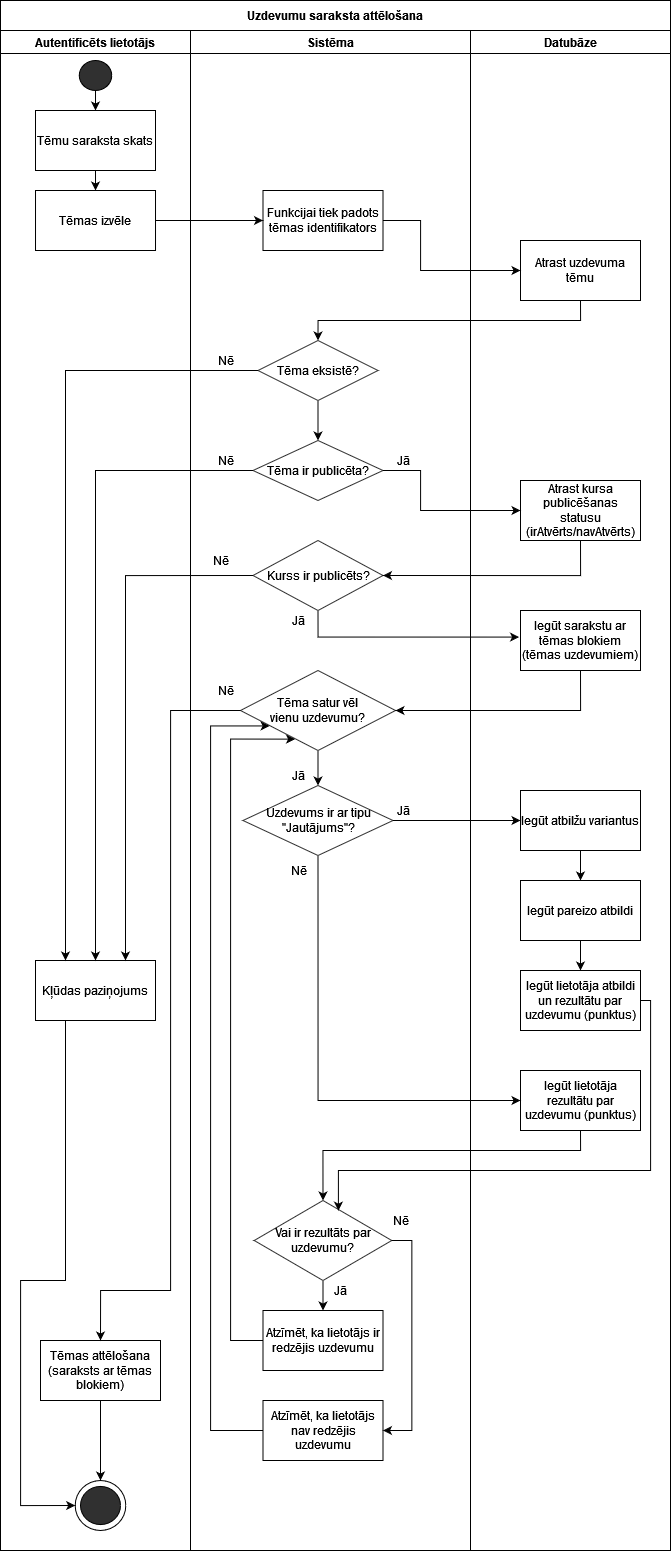 Uzdevumu saraksta attēlošana
Autentificēts lietotājs
Sistēma
Datubāze
Tēmu saraksta skats
Tēmas izvēle
Funkcijai tiek padots
tēmas identifikators
Atrast uzdevuma
tēmu
Nē
Tēma eksistē?
Nē
Tēma ir publicēta?
Jā
Atrast kursa
publicēšanas
statusu
(irAtvērts/navAtvērts)
Nē
Kurss ir publicēts?
Jā
Iegūt sarakstu ar
tēmas blokiem
(tēmas uzdevumiem)
Nē
Tēma satur vēl
vienu uzdevumu?
Jā
Uzdevums ir ar tipu
"Jautājums"?
Jā
Nē
Iegūt atbilžu variantus
Iegūt pareizo atbildi
Kļūdas paziņojums
Iegūt lietotāja atbildi
un rezultātu par
uzdevumu (punktus)
Iegūt lietotāja
rezultātu par
uzdevumu (punktus)
Vai ir rezultāts par
uzdevumu?
Nē
Jā
Atzīmēt, ka lietotājs ir
redzējis uzdevumu
Tēmas attēlošana
(saraksts ar tēmas
blokiem)
Atzīmēt, ka lietotājs
nav redzējis
uzdevumu